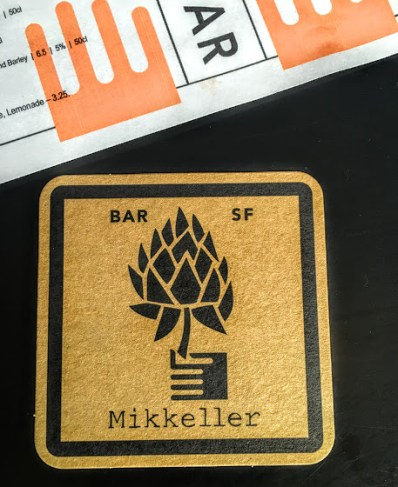 | 50cl
nd Barley | 6.5 | 5% | 50cl
e, Lemonade – 3.25.
AR
BAR SF
Mikkeller